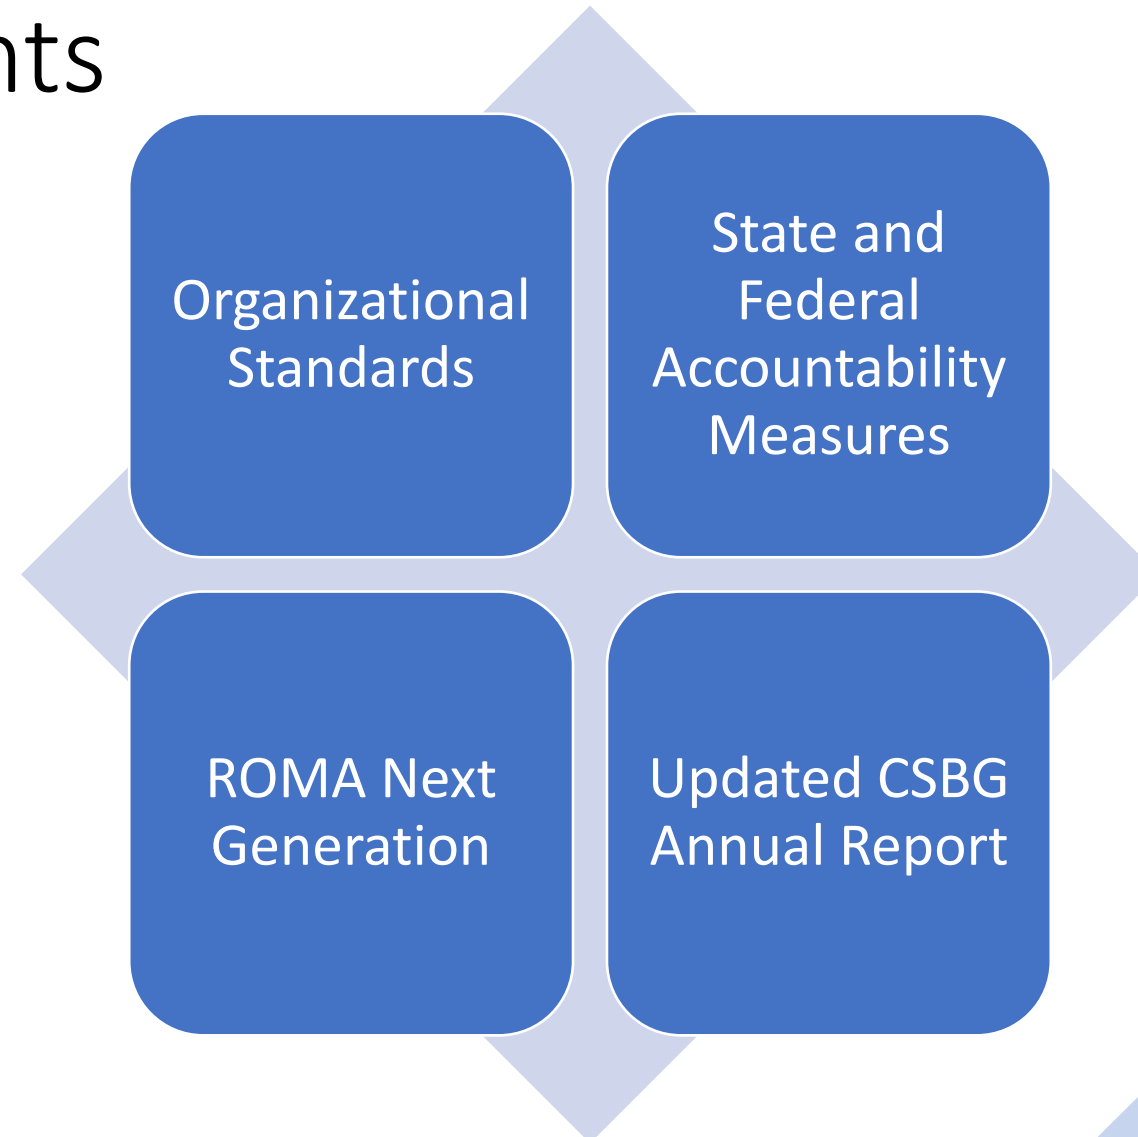 nts
Organizational
Standards
State and
Federal
Accountability
Measures
ROMA Next
Generation
Updated CSBG
Annual Report